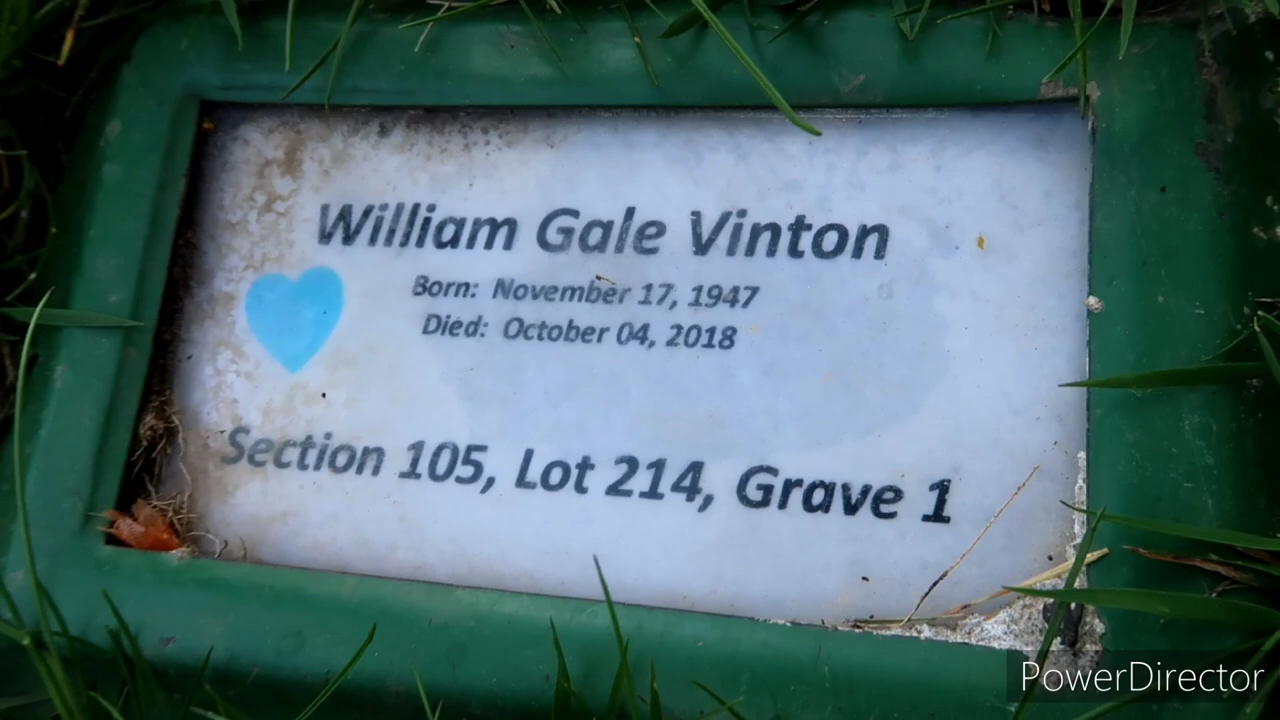 William Gale Vinton
Born: November 17, 1947
Died: October 04, 2018
Section 105, Lot 214, Grave 1
PowerDirector